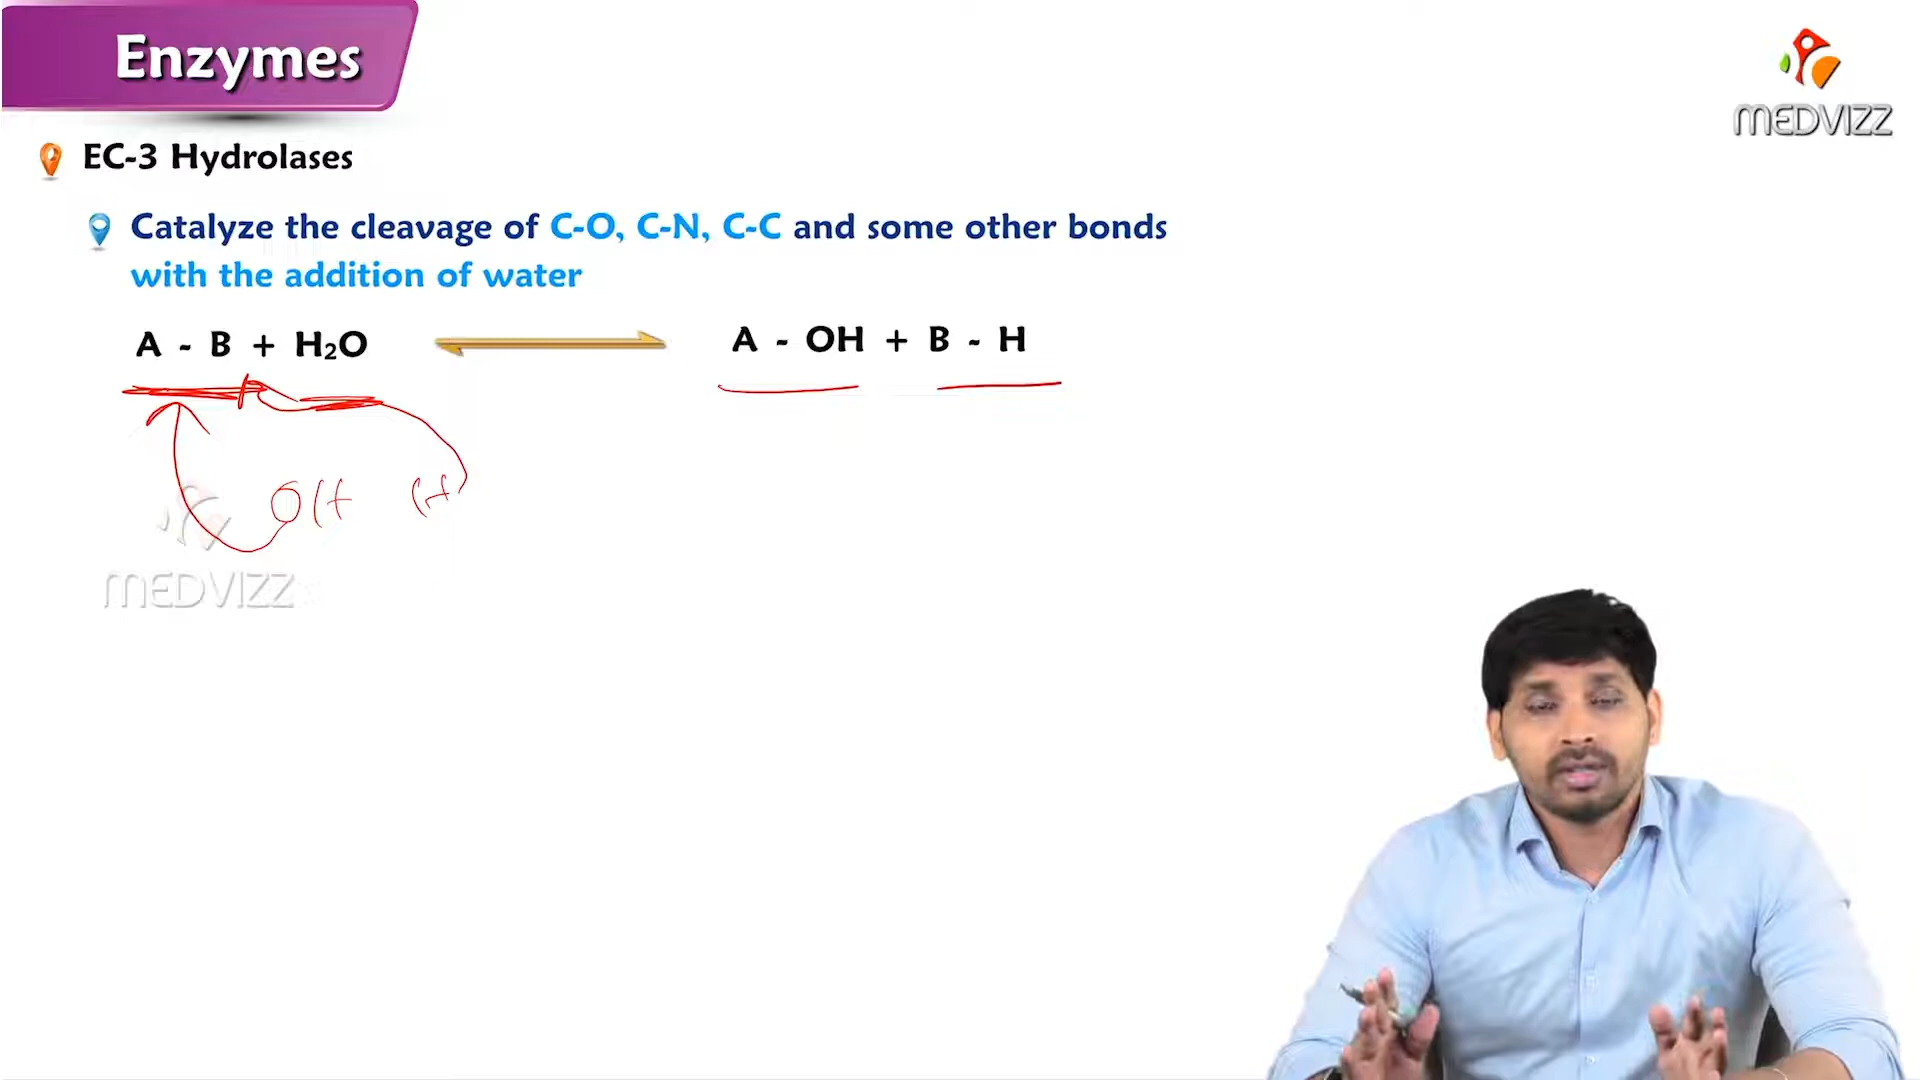 Enzymes
MEDVIZZ
EC-3 Hydrolases
Catalyze the cleavage of C-O, C-N, C-C and some other bonds
with the addition of water
A - B + H₂O A - OH + B - H
OH H
MEDVIZZ